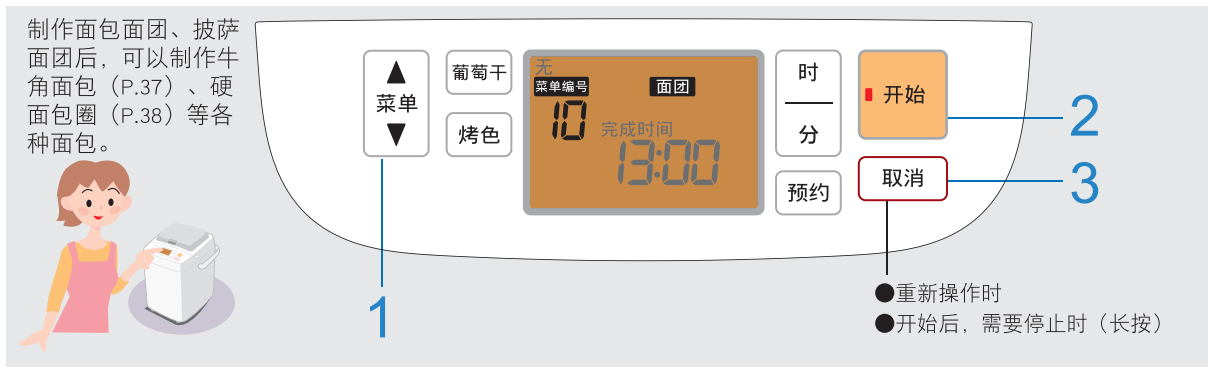 制作面包面团、披萨
面团后，可以制作牛
角面包（P.37）、硬
面包圈（P.38）等各
种面包。
▲
菜单
▼
葡萄干
烤色
无
菜单编号
面团
10
完成时间
13:00
时
分
预约
开始
取消
1
2
3
●重新操作时
●开始后，需要停止时（长按）